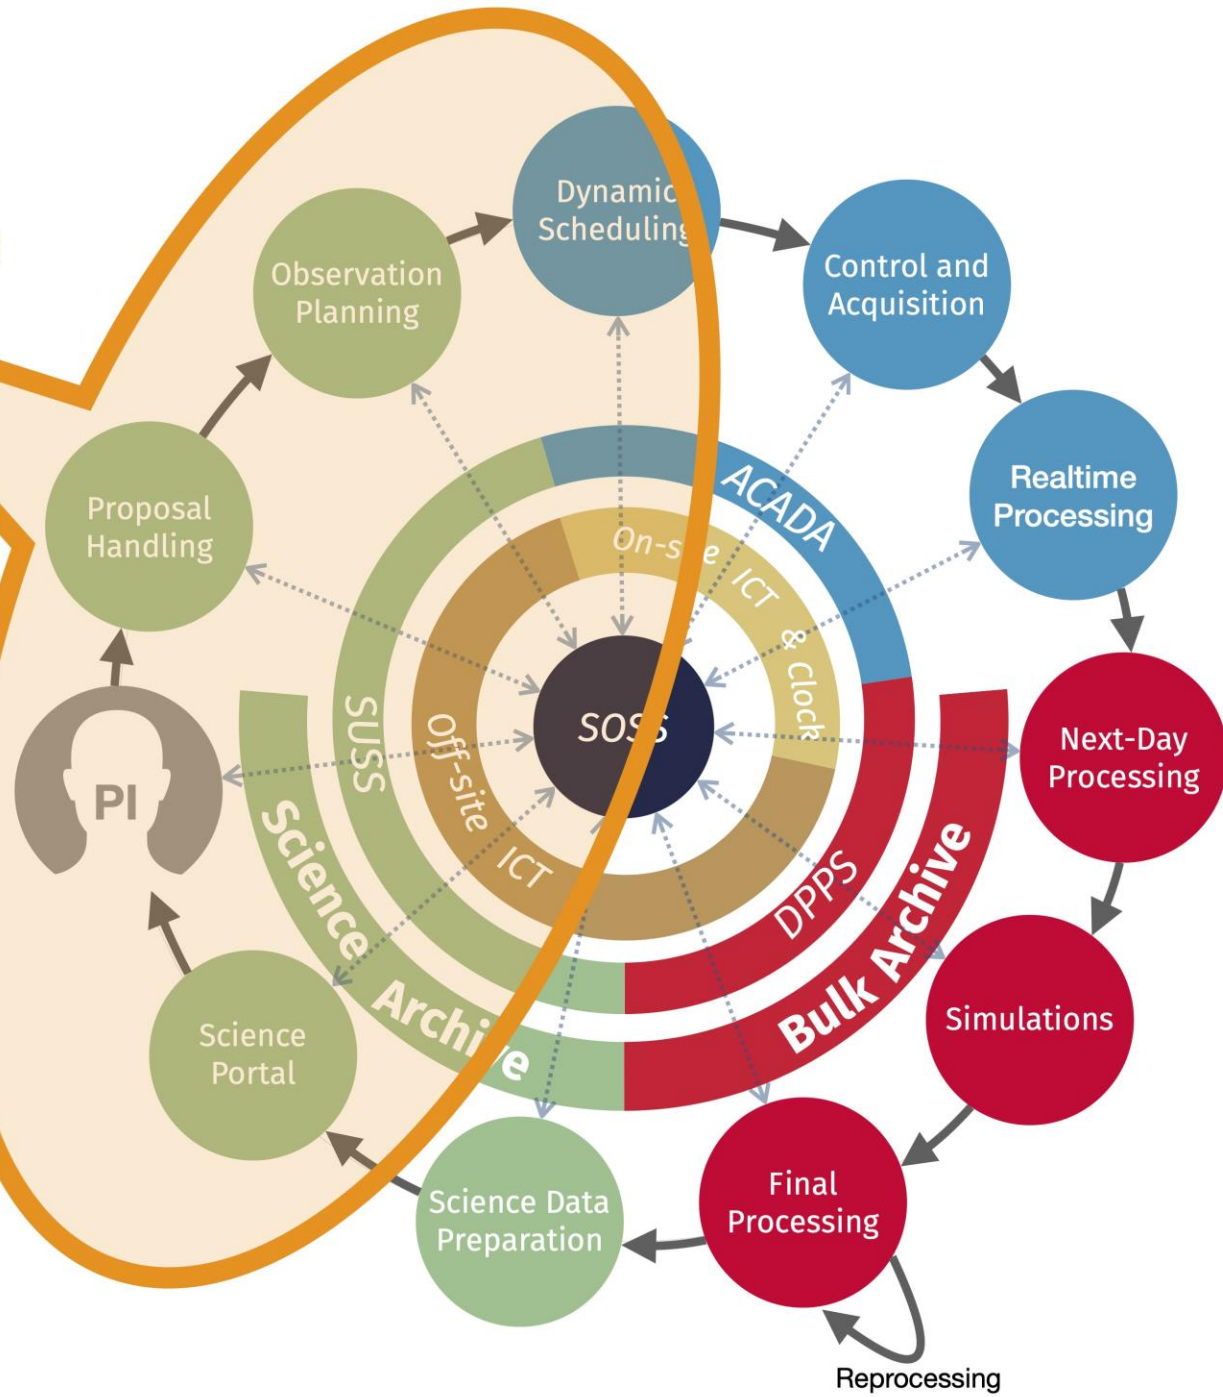 Dynamic
Scheduling
Control and
Acquisition
Observation
Planning
Realtime
Processing
Proposal
Handling
ACADA
On-site ICT & Clock
SUSS
Off-site ICT
SOSS
PI
Next-Day
Processing
Science Archive
DPPS
Bulk Archive
Simulations
Science
Portal
Final
Processing
Science Data
Preparation
Reprocessing